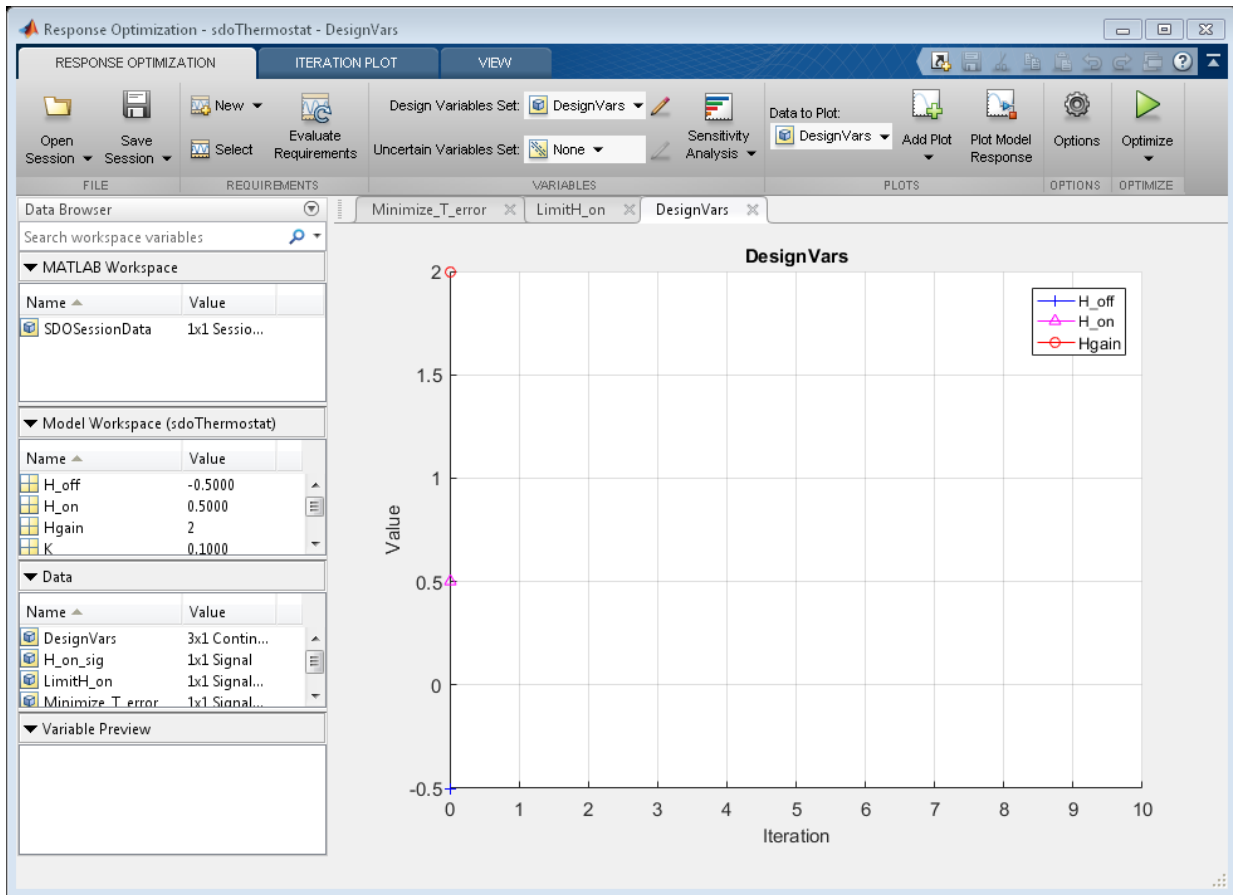 Response Optimization - sdoThermostat - DesignVars
RESPONSE OPTIMIZATION
ITERATION PLOT
VIEW
Open Session
Save Session
FILE
New
Select
Evaluate Requirements
REQUIREMENTS
Design Variables Set: DesignVars
Uncertain Variables Set: None
Sensitivity Analysis
VARIABLES
Data to Plot:
DesignVars
Add Plot
Plot Model Response
PLOTS
Options
OPTIONS
Optimize
OPTIMIZE
Data Browser
Search workspace variables
MATLAB Workspace
Name Value
SDOSessionData 1x1 Sessio...
Model Workspace (sdoThermostat)
Name Value
H_off -0.5000
H_on 0.5000
Hgain 2
K 0.1000
Data
Name Value
DesignVars 3x1 Contin...
H_on_sig 1x1 Signal
LimitH_on 1x1 Signal...
Minimize_T_error 1x1 Signal...
Variable Preview
Minimize_T_error
LimitH_on
DesignVars
DesignVars
2
1.5
1
0.5
0
-0.5
Value
0 1 2 3 4 5 6 7 8 9 10
Iteration
H_off
H_on
Hgain